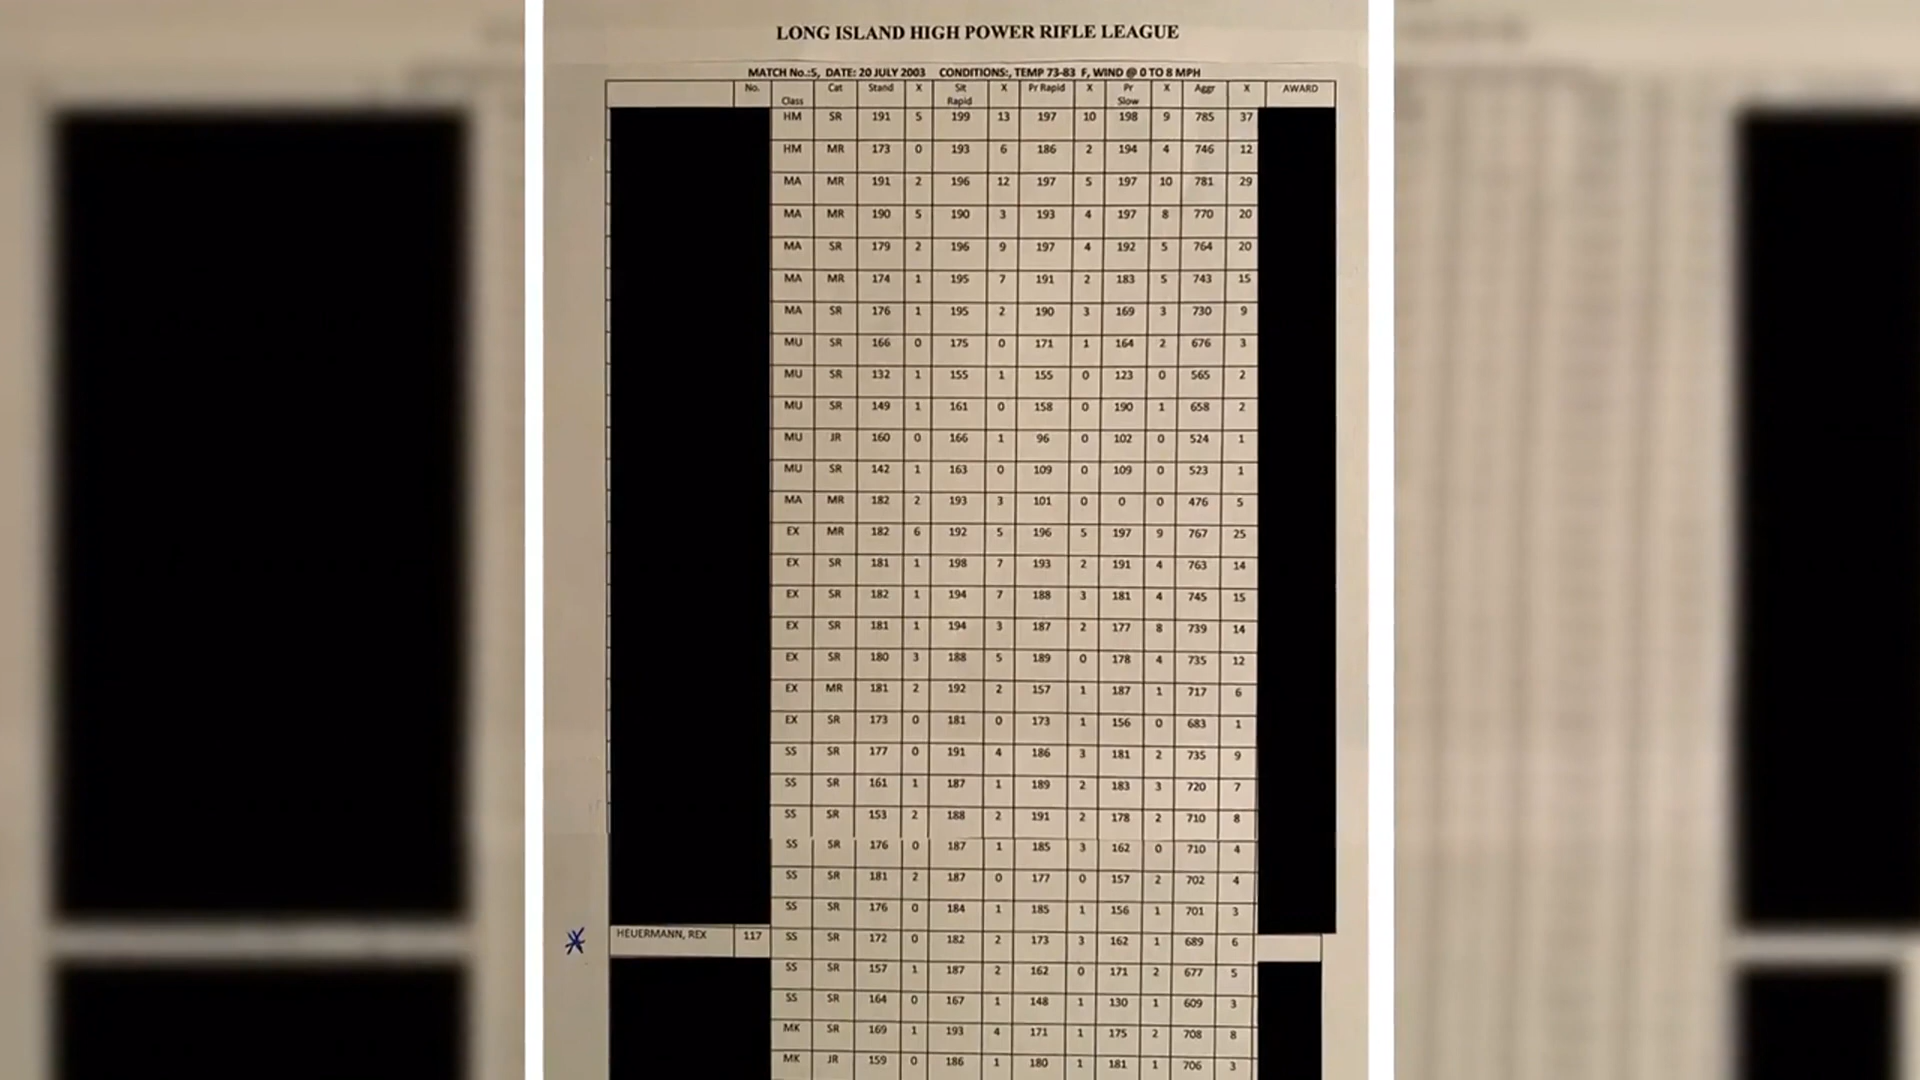 LONG ISLAND HIGH POWER RIFLE LEAGUE
MATCH No.:5, DATE: 20 JULY 2003 CONDITIONS:, TEMP 73-83 F, WIND @ 0 TO 8 MPH
No. Class Cat Stand X Sit Rapid X Pr Rapid X Pr Slow X Aggr X AWARD
HM SR 191 5 199 13 197 10 198 9 785 37
HM MR 173 0 193 6 186 2 194 4 746 12
MA MR 191 2 196 12 197 5 197 10 781 29
MA MR 190 5 190 3 193 4 197 8 770 20
MA SR 179 2 196 9 197 4 192 5 764 20
MA MR 174 1 195 7 191 2 183 5 743 15
MA SR 176 1 195 2 190 3 169 3 730 9
MU SR 166 0 175 0 171 1 164 2 676 3
MU SR 132 1 155 1 155 0 123 0 565 2
MU SR 149 1 161 0 158 0 190 1 658 2
MU JR 160 0 166 1 96 0 102 0 524 1
MU SR 142 1 163 0 109 0 109 0 523 1
MA MR 182 2 193 3 101 0 0 0 476 5
EX MR 182 6 192 5 196 5 197 9 767 25
EX SR 181 1 198 7 193 2 191 4 763 14
EX SR 182 1 194 7 188 3 181 4 745 15
EX SR 181 1 194 3 187 2 177 8 739 14
EX SR 180 3 188 5 189 0 178 4 735 12
EX MR 181 2 192 2 157 1 187 1 717 6
EX SR 173 0 181 0 173 1 156 0 683 1
SS SR 177 0 191 4 186 3 181 2 735 9
SS SR 161 1 187 1 189 2 183 3 720 7
SS SR 153 2 188 2 191 2 178 2 710 8
SS SR 176 0 187 1 185 3 162 0 710 4
SS SR 181 2 187 0 177 0 157 2 702 4
SS SR 176 0 184 1 185 1 156 1 701 3
HEUERMANN, REX 117 SS SR 172 0 182 2 173 3 162 1 689 6
SS SR 157 1 187 2 162 0 171 2 677 5
SS SR 164 0 167 1 148 1 130 1 609 3
MK SR 169 1 193 4 171 1 175 2 708 8
MK JR 159 0 186 1 180 1 181 1 706 3